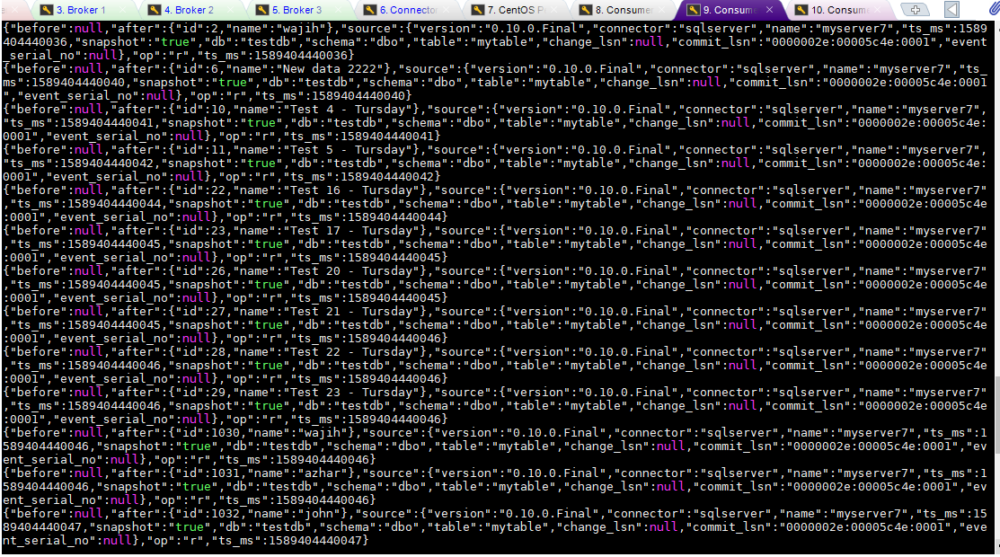 3. Broker 1
4. Broker 2
5. Broker 3
6. Connecto
7. CentOS
8. Consume
9. Consum
10. Consum
{"before":null,"after":{"id":2,"name":"wajih"},"source":{"version":"0.10.0.Final","connector":"sqlserver","name":"myserver7","ts_ms":1589
404440036,"snapshot":"true","db":"testdb","schema":"dbo","table":"mytable","change_lsn":null,"commit_lsn":"0000002e:00005c4e:0001","event
_serial_no":null},"op":"r","ts_ms":1589404440036}
{"before":null,"after":{"id":6,"name":"New data 2222"},"source":{"version":"0.10.0.Final","connector":"sqlserver","name":"myserver7","ts_
ms":1589404440040,"snapshot":"true","db":"testdb","schema":"dbo","table":"mytable","change_lsn":null,"commit_lsn":"0000002e:00005c4e:0001
","event_serial_no":null},"op":"r","ts_ms":1589404440040}
{"before":null,"after":{"id":10,"name":"Test 4 - Tursday"},"source":{"version":"0.10.0.Final","connector":"sqlserver","name":"myserver7",
"ts_ms":1589404440041,"snapshot":"true","db":"testdb","schema":"dbo","table":"mytable","change_lsn":null,"commit_lsn":"0000002e:00005c4e:
0001","event_serial_no":null},"op":"r","ts_ms":1589404440041}
{"before":null,"after":{"id":11,"name":"Test 5 - Tursday"},"source":{"version":"0.10.0.Final","connector":"sqlserver","name":"myserver7",
"ts_ms":1589404440042,"snapshot":"true","db":"testdb","schema":"dbo","table":"mytable","change_lsn":null,"commit_lsn":"0000002e:00005c4e:
0001","event_serial_no":null},"op":"r","ts_ms":1589404440042}
{"before":null,"after":{"id":22,"name":"Test 16 - Tursday"},"source":{"version":"0.10.0.Final","connector":"sqlserver","name":"myserver7"
,"ts_ms":1589404440044,"snapshot":"true","db":"testdb","schema":"dbo","table":"mytable","change_lsn":null,"commit_lsn":"0000002e:00005c4e
:0001","event_serial_no":null},"op":"r","ts_ms":1589404440044}
{"before":null,"after":{"id":23,"name":"Test 17 - Tursday"},"source":{"version":"0.10.0.Final","connector":"sqlserver","name":"myserver7"
,"ts_ms":1589404440045,"snapshot":"true","db":"testdb","schema":"dbo","table":"mytable","change_lsn":null,"commit_lsn":"0000002e:00005c4e
:0001","event_serial_no":null},"op":"r","ts_ms":1589404440045}
{"before":null,"after":{"id":26,"name":"Test 20 - Tursday"},"source":{"version":"0.10.0.Final","connector":"sqlserver","name":"myserver7"
,"ts_ms":1589404440045,"snapshot":"true","db":"testdb","schema":"dbo","table":"mytable","change_lsn":null,"commit_lsn":"0000002e:00005c4e
:0001","event_serial_no":null},"op":"r","ts_ms":1589404440045}
{"before":null,"after":{"id":27,"name":"Test 21 - Tursday"},"source":{"version":"0.10.0.Final","connector":"sqlserver","name":"myserver7"
,"ts_ms":1589404440045,"snapshot":"true","db":"testdb","schema":"dbo","table":"mytable","change_lsn":null,"commit_lsn":"0000002e:00005c4e
:0001","event_serial_no":null},"op":"r","ts_ms":1589404440046}
{"before":null,"after":{"id":28,"name":"Test 22 - Tursday"},"source":{"version":"0.10.0.Final","connector":"sqlserver","name":"myserver7"
,"ts_ms":1589404440046,"snapshot":"true","db":"testdb","schema":"dbo","table":"mytable","change_lsn":null,"commit_lsn":"0000002e:00005c4e
:0001","event_serial_no":null},"op":"r","ts_ms":1589404440046}
{"before":null,"after":{"id":29,"name":"Test 23 - Tursday"},"source":{"version":"0.10.0.Final","connector":"sqlserver","name":"myserver7"
,"ts_ms":1589404440046,"snapshot":"true","db":"testdb","schema":"dbo","table":"mytable","change_lsn":null,"commit_lsn":"0000002e:00005c4e
:0001","event_serial_no":null},"op":"r","ts_ms":1589404440046}
{"before":null,"after":{"id":1030,"name":"wajih"},"source":{"version":"0.10.0.Final","connector":"sqlserver","name":"myserver7","ts_ms":1
589404440046,"snapshot":"true","db":"testdb","schema":"dbo","table":"mytable","change_lsn":null,"commit_lsn":"0000002e:00005c4e:0001","ev
ent_serial_no":null},"op":"r","ts_ms":1589404440046}
{"before":null,"after":{"id":1031,"name":"azhar"},"source":{"version":"0.10.0.Final","connector":"sqlserver","name":"myserver7","ts_ms":1
589404440046,"snapshot":"true","db":"testdb","schema":"dbo","table":"mytable","change_lsn":null,"commit_lsn":"0000002e:00005c4e:0001","ev
ent_serial_no":null},"op":"r","ts_ms":1589404440046}
{"before":null,"after":{"id":1032,"name":"john"},"source":{"version":"0.10.0.Final","connector":"sqlserver","name":"myserver7","ts_ms":15
89404440047,"snapshot":"true","db":"testdb","schema":"dbo","table":"mytable","change_lsn":null,"commit_lsn":"0000002e:00005c4e:0001","eve
nt_serial_no":null},"op":"r","ts_ms":1589404440047}